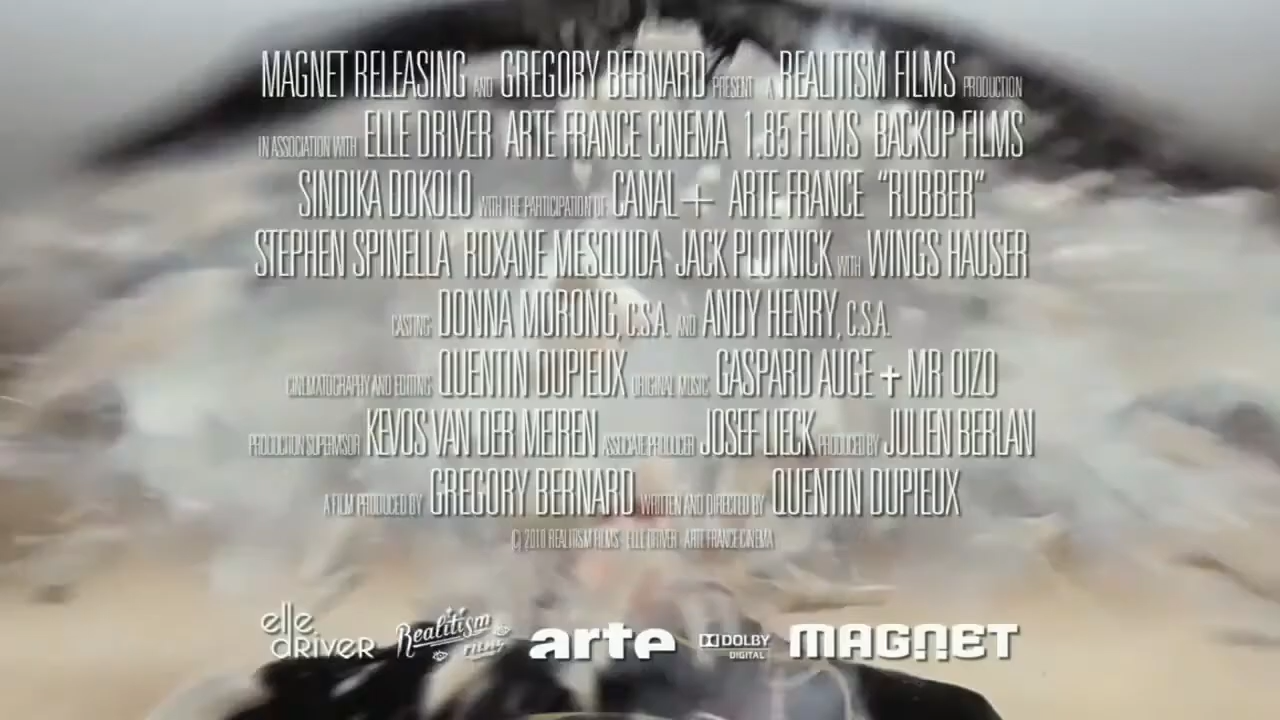 MAGNET RELEASING AND GREGORY BERNARD PRESENT A REALITISM FILMS PRODUCTION
IN ASSOCIATION WITH ELLE DRIVER ARTE FRANCE CINEMA 1.85 FILMS BACKUP FILMS
SINDIKA DOKOLO WITH THE PARTICIPATION OF CANAL+ ARTE FRANCE “RUBBER”
STEPHEN SPINELLA ROXANE MESQUIDA JACK PLOTNICK WITH WINGS HAUSER
CASTING DONNA MORONG, C.S.A. AND ANDY HENRY, C.S.A.
CINEMATOGRAPHY AND EDITING QUENTIN DUPIEUX ORIGINAL MUSIC GASPARD AUGE + MR OIZO
PRODUCTION SUPERVISOR KEVOS VAN DER MEIREN ASSOCIATE PRODUCER JOSEF LIECK PRODUCED BY JULIEN BERLAN
A FILM PRODUCED BY GREGORY BERNARD WRITTEN AND DIRECTED BY QUENTIN DUPIEUX
(C) 2010 REALITISM FILMS - ELLE DRIVER - ARTE FRANCE CINEMA
elle driver Realitism FILMS arte DOLBY DIGITAL MAGNET